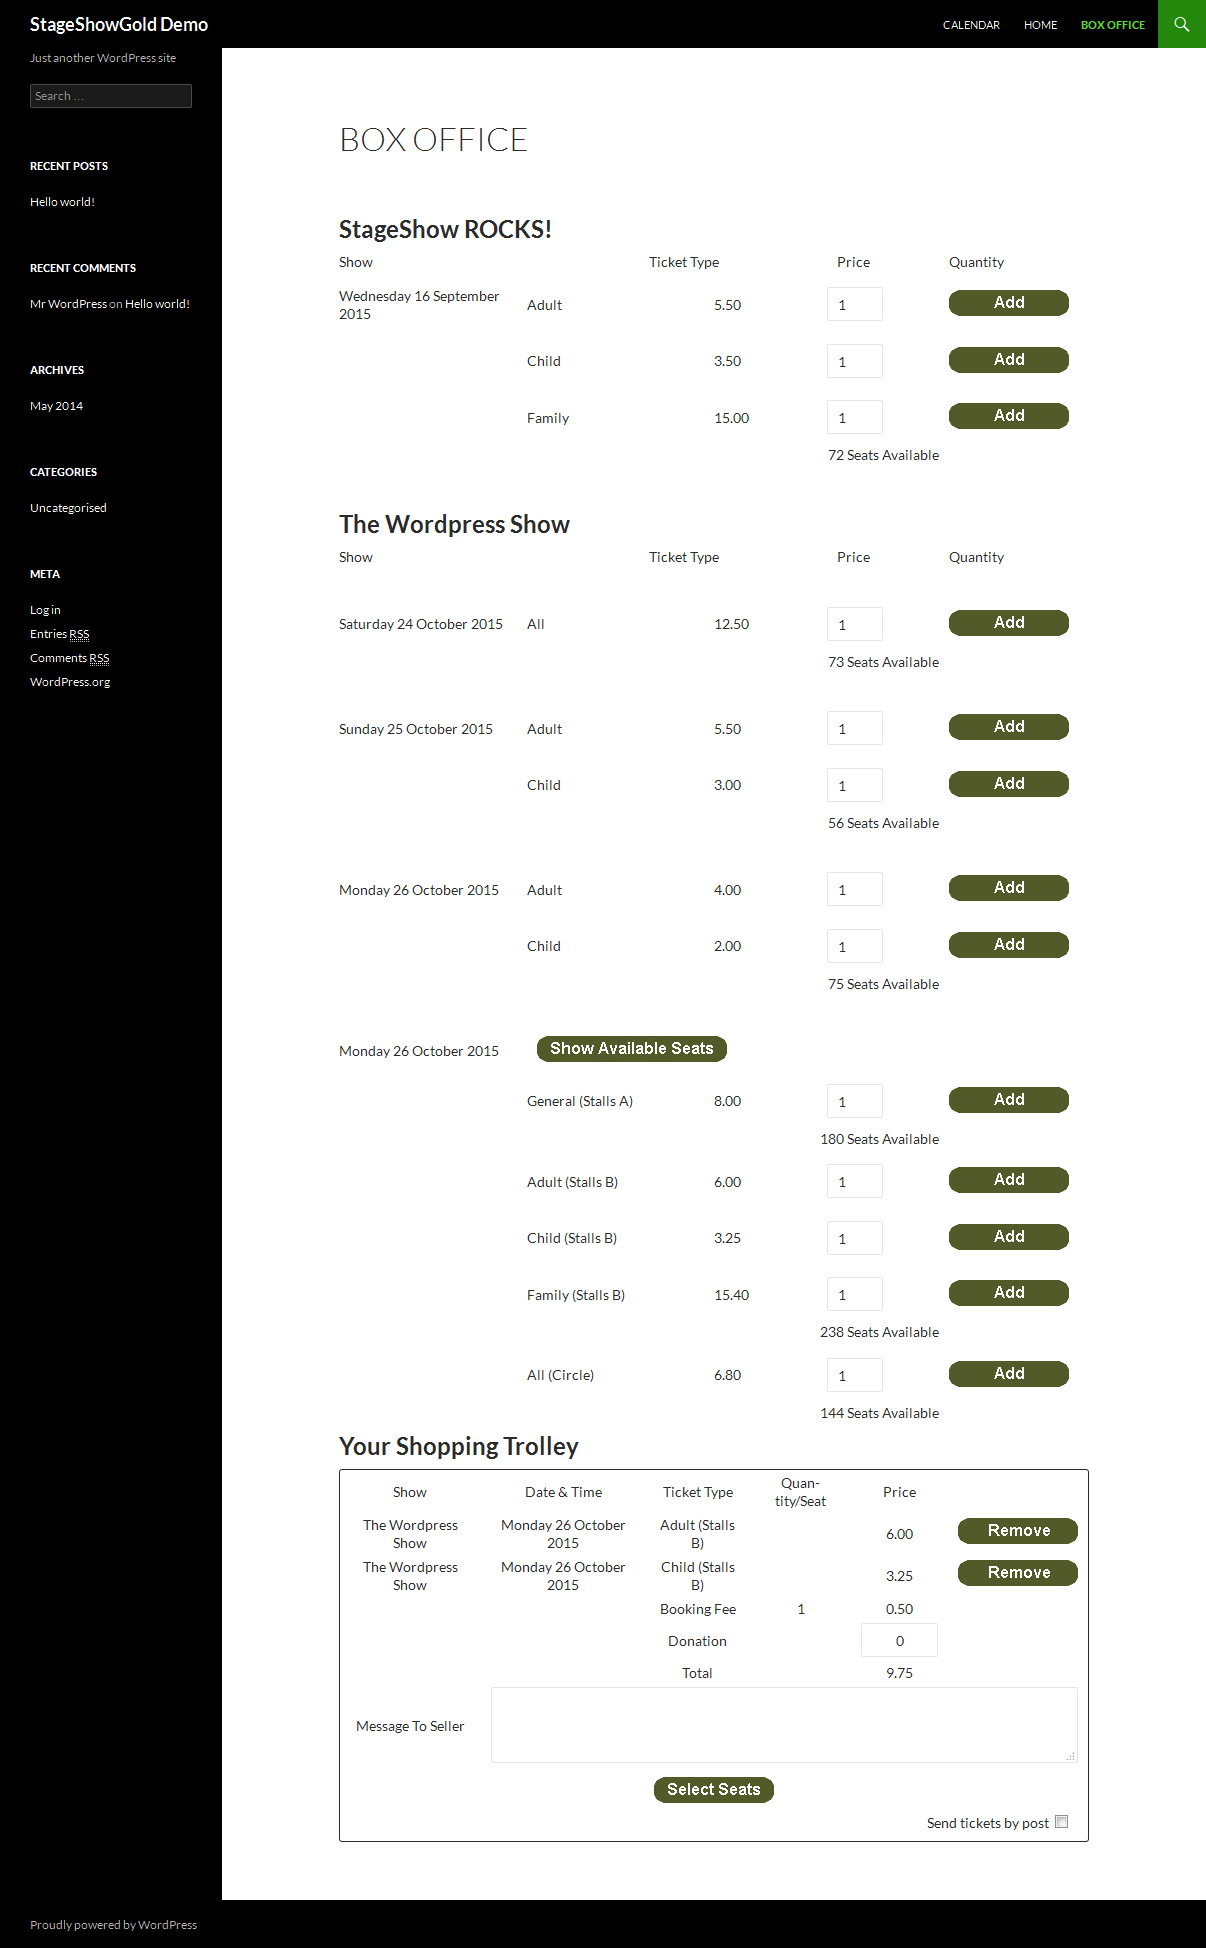 StageShowGold Demo
CALENDAR HOME BOX OFFICE
Just another WordPress site
Search ...
RECENT POSTS
Hello world!
RECENT COMMENTS
Mr WordPress on Hello world!
ARCHIVES
May 2014
CATEGORIES
Uncategorised
META
Log in
Entries RSS
Comments RSS
WordPress.org
BOX OFFICE
StageShow ROCKS!
Show Ticket Type Price Quantity
Wednesday 16 September
2015
Adult 5.50 1 Add
Child 3.50 1 Add
Family 15.00 1 Add
72 Seats Available
The Wordpress Show
Show Ticket Type Price Quantity
Saturday 24 October 2015 All 12.50 1 Add
73 Seats Available
Sunday 25 October 2015 Adult 5.50 1 Add
Child 3.00 1 Add
56 Seats Available
Monday 26 October 2015 Adult 4.00 1 Add
Child 2.00 1 Add
75 Seats Available
Monday 26 October 2015 Show Available Seats
General (Stalls A) 8.00 1 Add
180 Seats Available
Adult (Stalls B) 6.00 1 Add
Child (Stalls B) 3.25 1 Add
Family (Stalls B) 15.40 1 Add
238 Seats Available
All (Circle) 6.80 1 Add
144 Seats Available
Your Shopping Trolley
Show Date & Time Ticket Type Quan-
tity/Seat Price
The Wordpress Monday 26 October Adult (Stalls
Show 2015 B) 6.00 Remove
The Wordpress Monday 26 October Child (Stalls
Show 2015 B) 3.25 Remove
Booking Fee 1 0.50
Donation 0
Total 9.75
Message To Seller
Select Seats
Send tickets by post
Proudly powered by WordPress